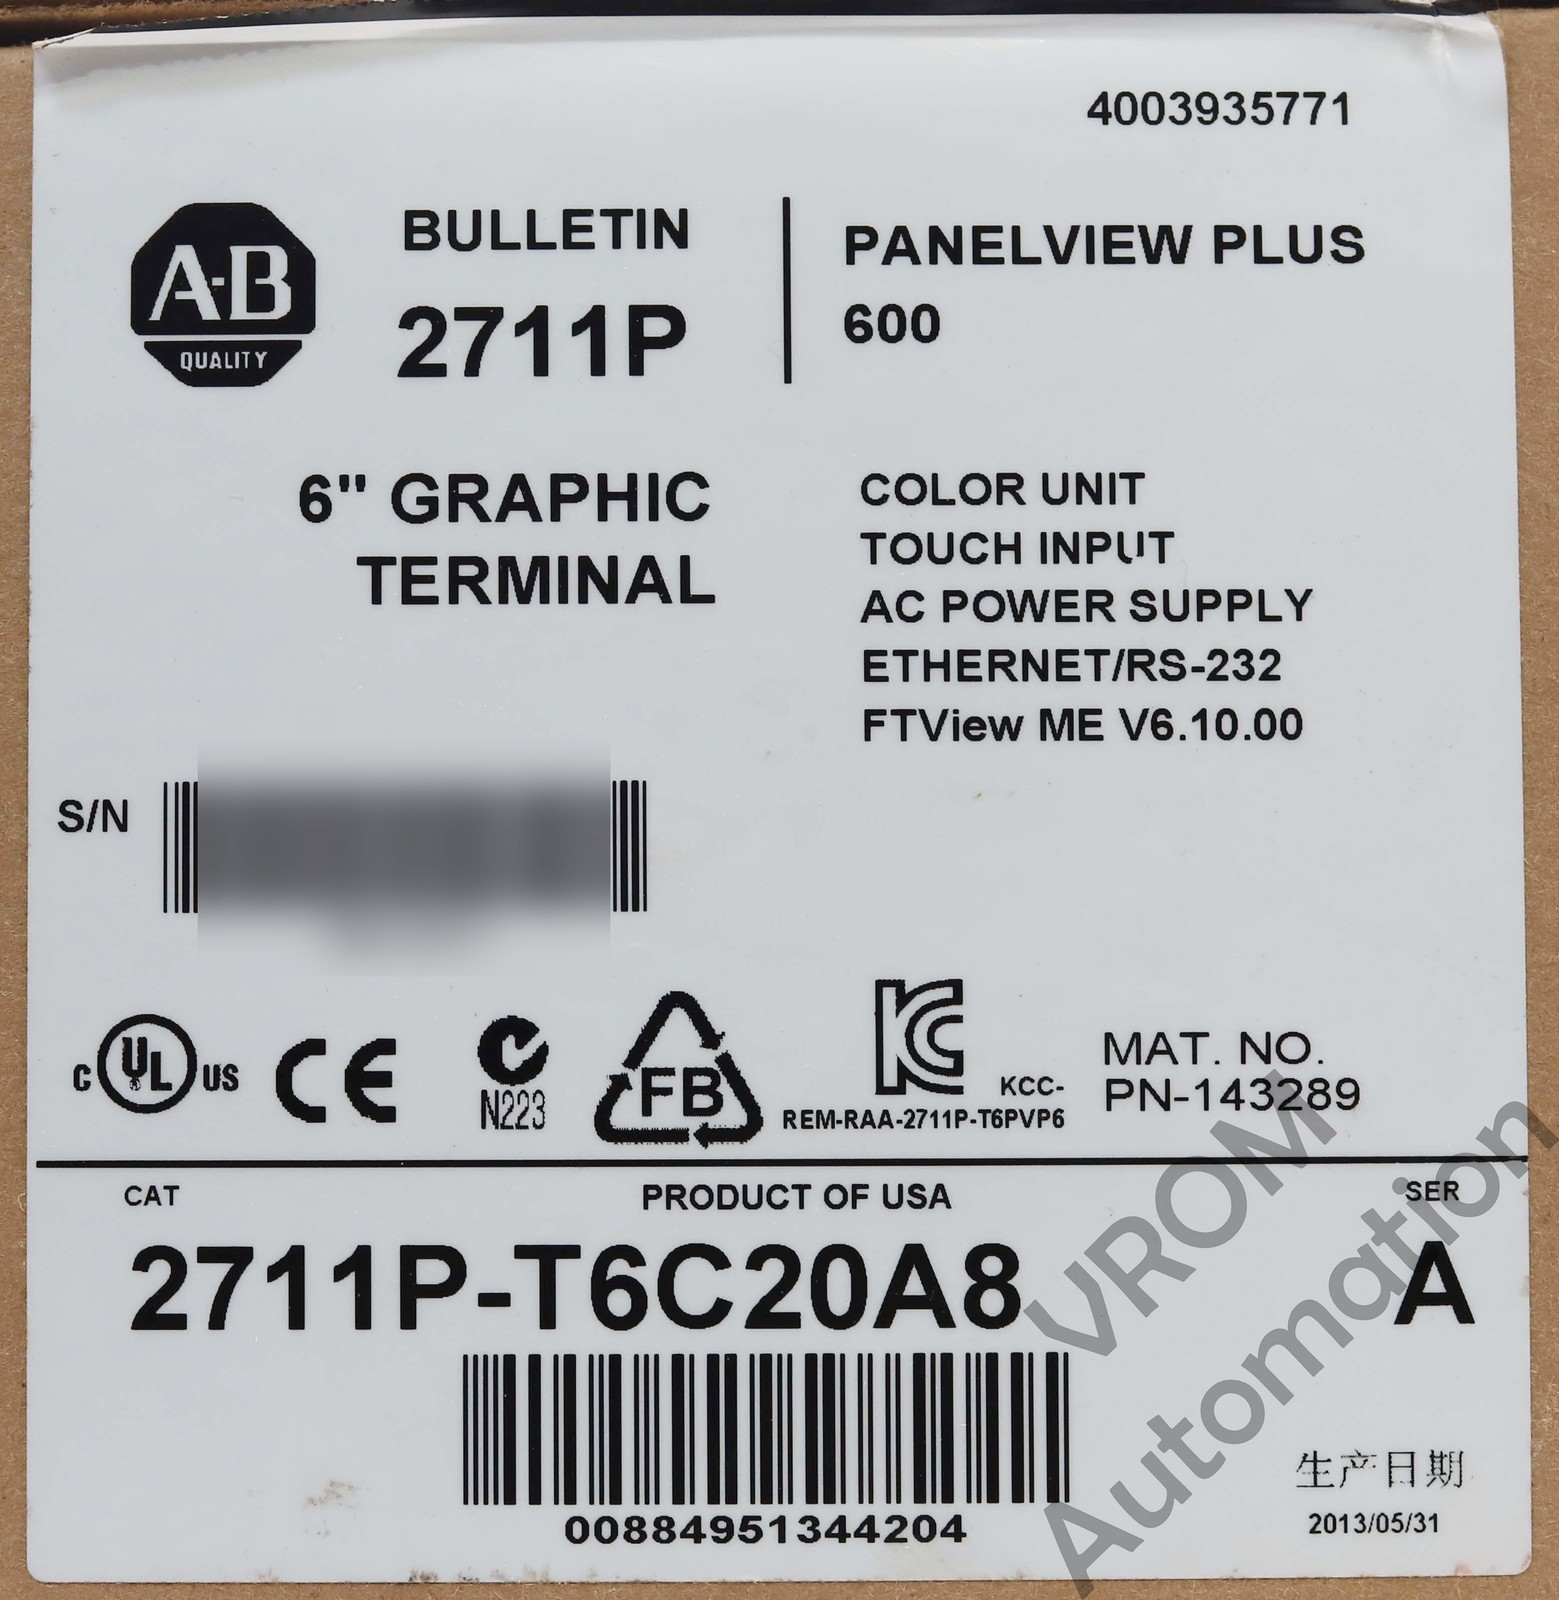 4003935771
A-B
QUALITY
BULLETIN
2711P
PANELVIEW PLUS
600
6" GRAPHIC
TERMINAL
COLOR UNIT
TOUCH INPUT
AC POWER SUPPLY
ETHERNET/RS-232
FTView ME V6.10.00
S/N
C UL US
CE
N223
FB
KC
KCC-
REM-RAA-2711P-T6PVP6
MAT. NO.
PN-143289
CAT
PRODUCT OF USA
SER
2711P-T6C20A8
A
00884951344204
生产日期
2013/05/31
VROM
Automation